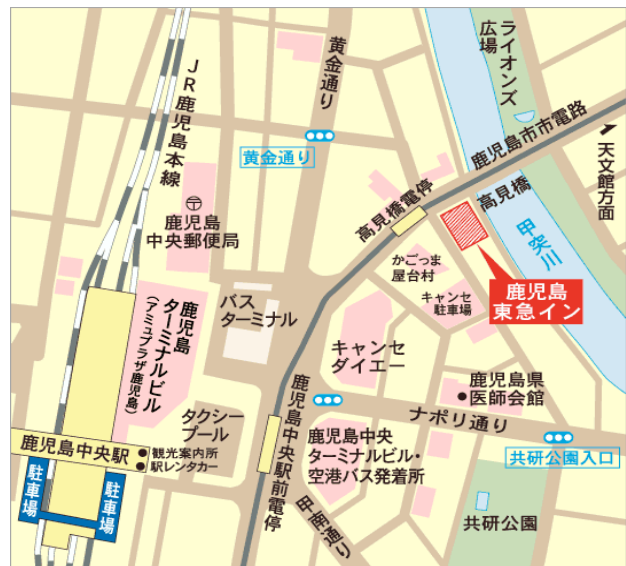 JR鹿児島本線
黄金通り
ライオンズ
広場
鹿児島市市電路
天文館方面
黄金通り
高見橋電停
高見橋
甲突川
鹿児島
中央郵便局
かごっま
屋台村
鹿児島
東急イン
キャンセ
駐車場
バス
ターミナル
鹿児島
ターミナルビル
(アミュプラザ鹿児島)
キャンセ
ダイエー
鹿児島県
医師会館
タクシー
プール
鹿児島中央駅前電停
ナポリ通り
鹿児島中央
ターミナルビル・
空港バス発着所
共研公園入口
鹿児島中央駅
観光案内所
駅レンタカー
駐車場
駐車場
甲南通り
共研公園